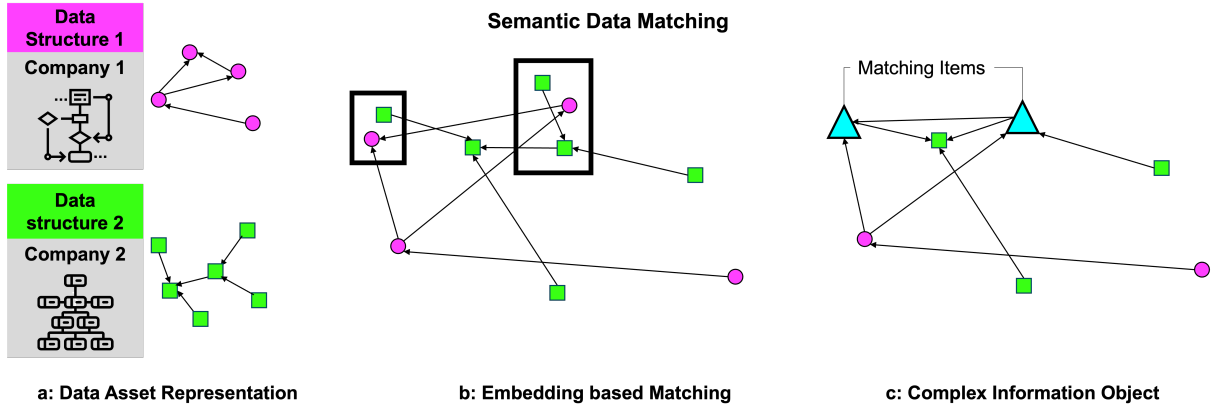 Semantic Data Matching
Data
Structure 1
Company 1
...
...
Data
structure 2
Company 2
Matching Items
a: Data Asset Representation
b: Embedding based Matching
c: Complex Information Object